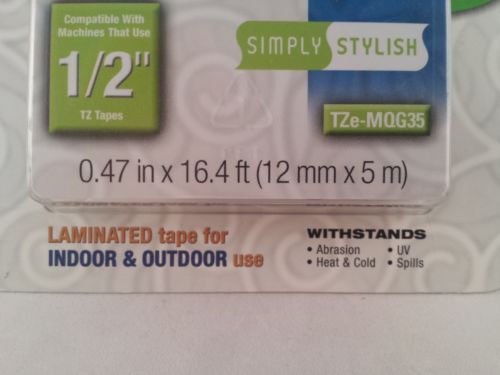 Compatible With
Machines That Use
1/2"
TZ Tapes
SIMPLY STYLISH
TZe-MQG35
0.47 in x 16.4 ft (12 mm x 5 m)
LAMINATED tape for
INDOOR & OUTDOOR use
WITHSTANDS
• Abrasion • UV
• Heat & Cold • Spills